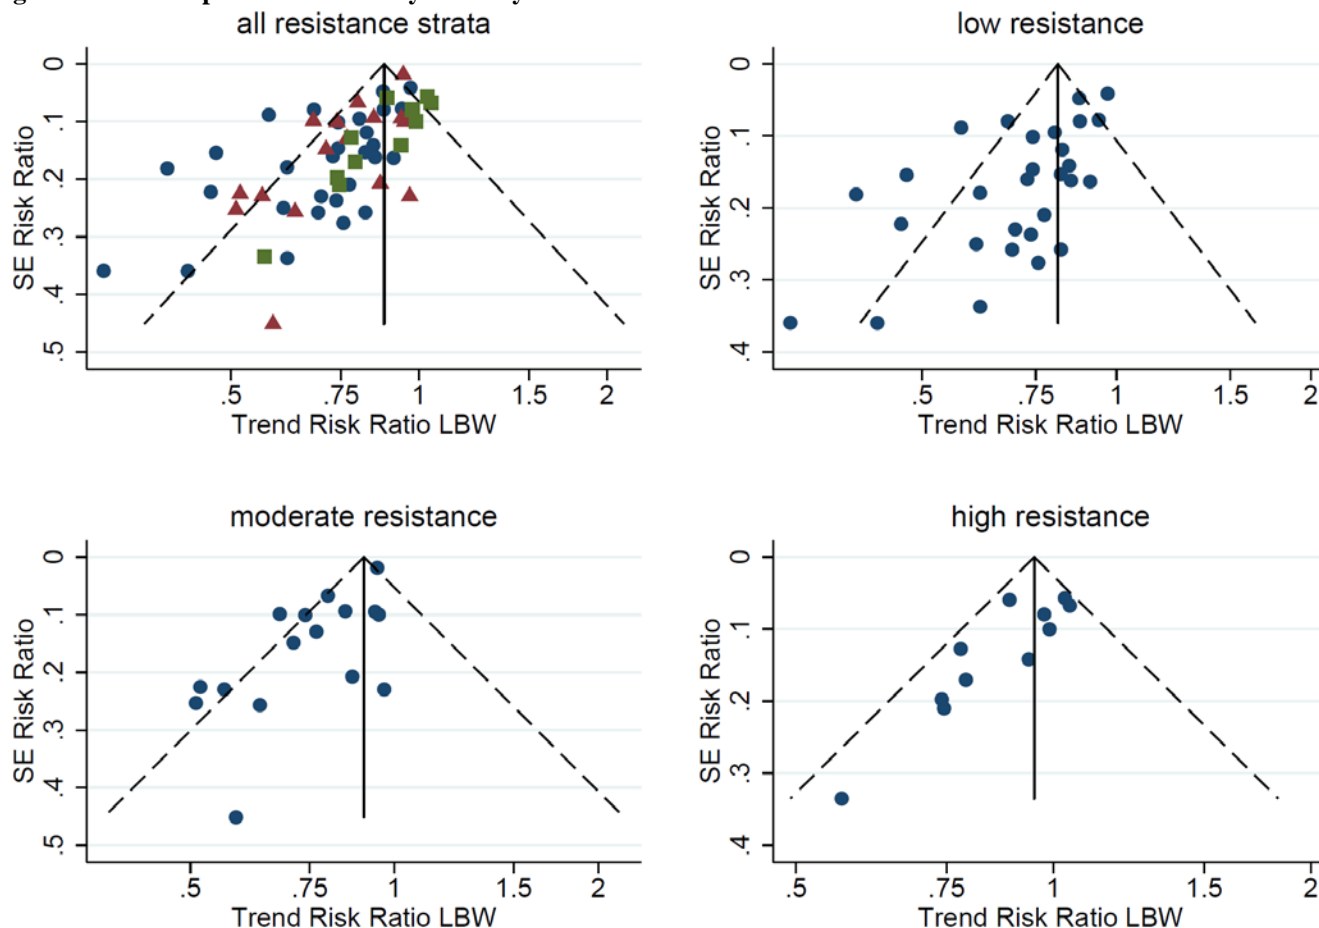 all resistance strata
SE Risk Ratio
0
.1
.2
.3
.4
.5
.5 .75 1 1.5 2
Trend Risk Ratio LBW
low resistance
SE Risk Ratio
0
.1
.2
.3
.4
.5 .75 1 1.5 2
Trend Risk Ratio LBW
moderate resistance
SE Risk Ratio
0
.1
.2
.3
.4
.5
.5 .75 1 1.5 2
Trend Risk Ratio LBW
high resistance
SE Risk Ratio
0
.1
.2
.3
.4
.5 .75 1 1.5 2
Trend Risk Ratio LBW